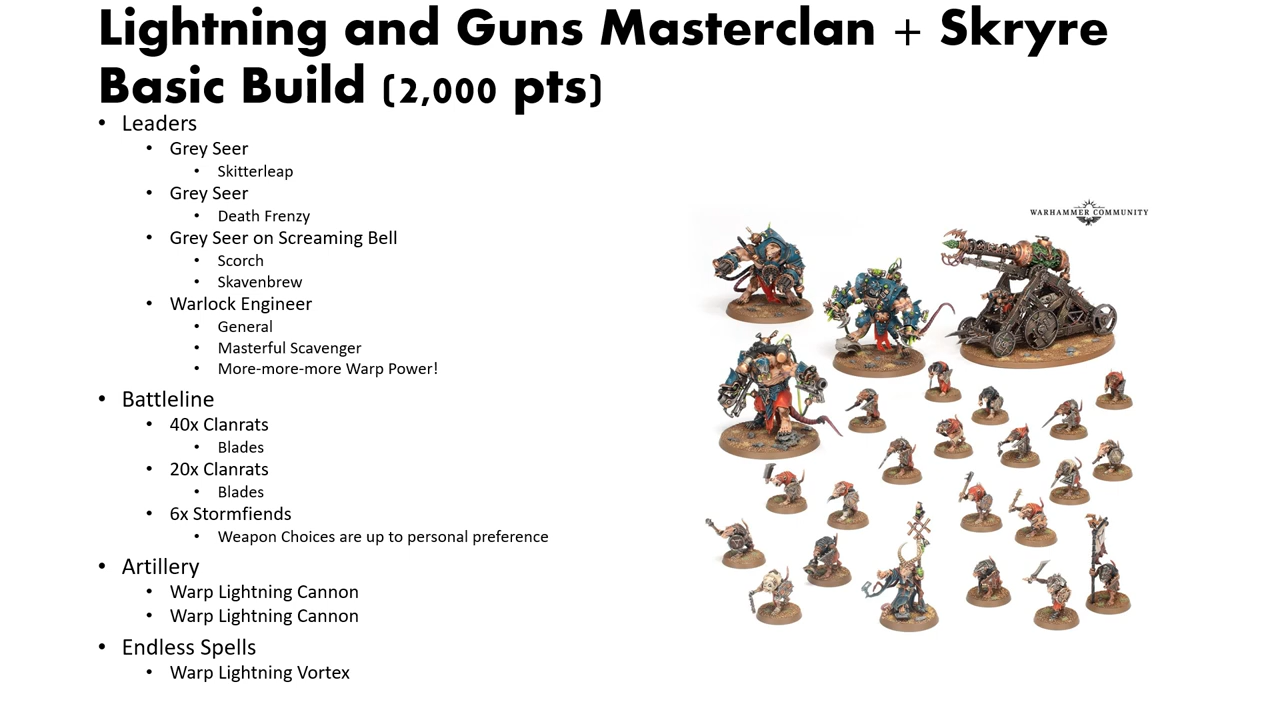 Lightning and Guns Masterclan + Skryre
Basic Build (2,000 pts)
• Leaders
• Grey Seer
• Skitterleap
• Grey Seer
• Death Frenzy
• Grey Seer on Screaming Bell
• Scorch
• Skavenbrew
• Warlock Engineer
• General
• Masterful Scavenger
• More-more-more Warp Power!
• Battleline
• 40x Clanrats
• Blades
• 20x Clanrats
• Blades
• 6x Stormfiends
• Weapon Choices are up to personal preference
• Artillery
• Warp Lightning Cannon
• Warp Lightning Cannon
• Endless Spells
• Warp Lightning Vortex
WARHAMMER COMMUNITY